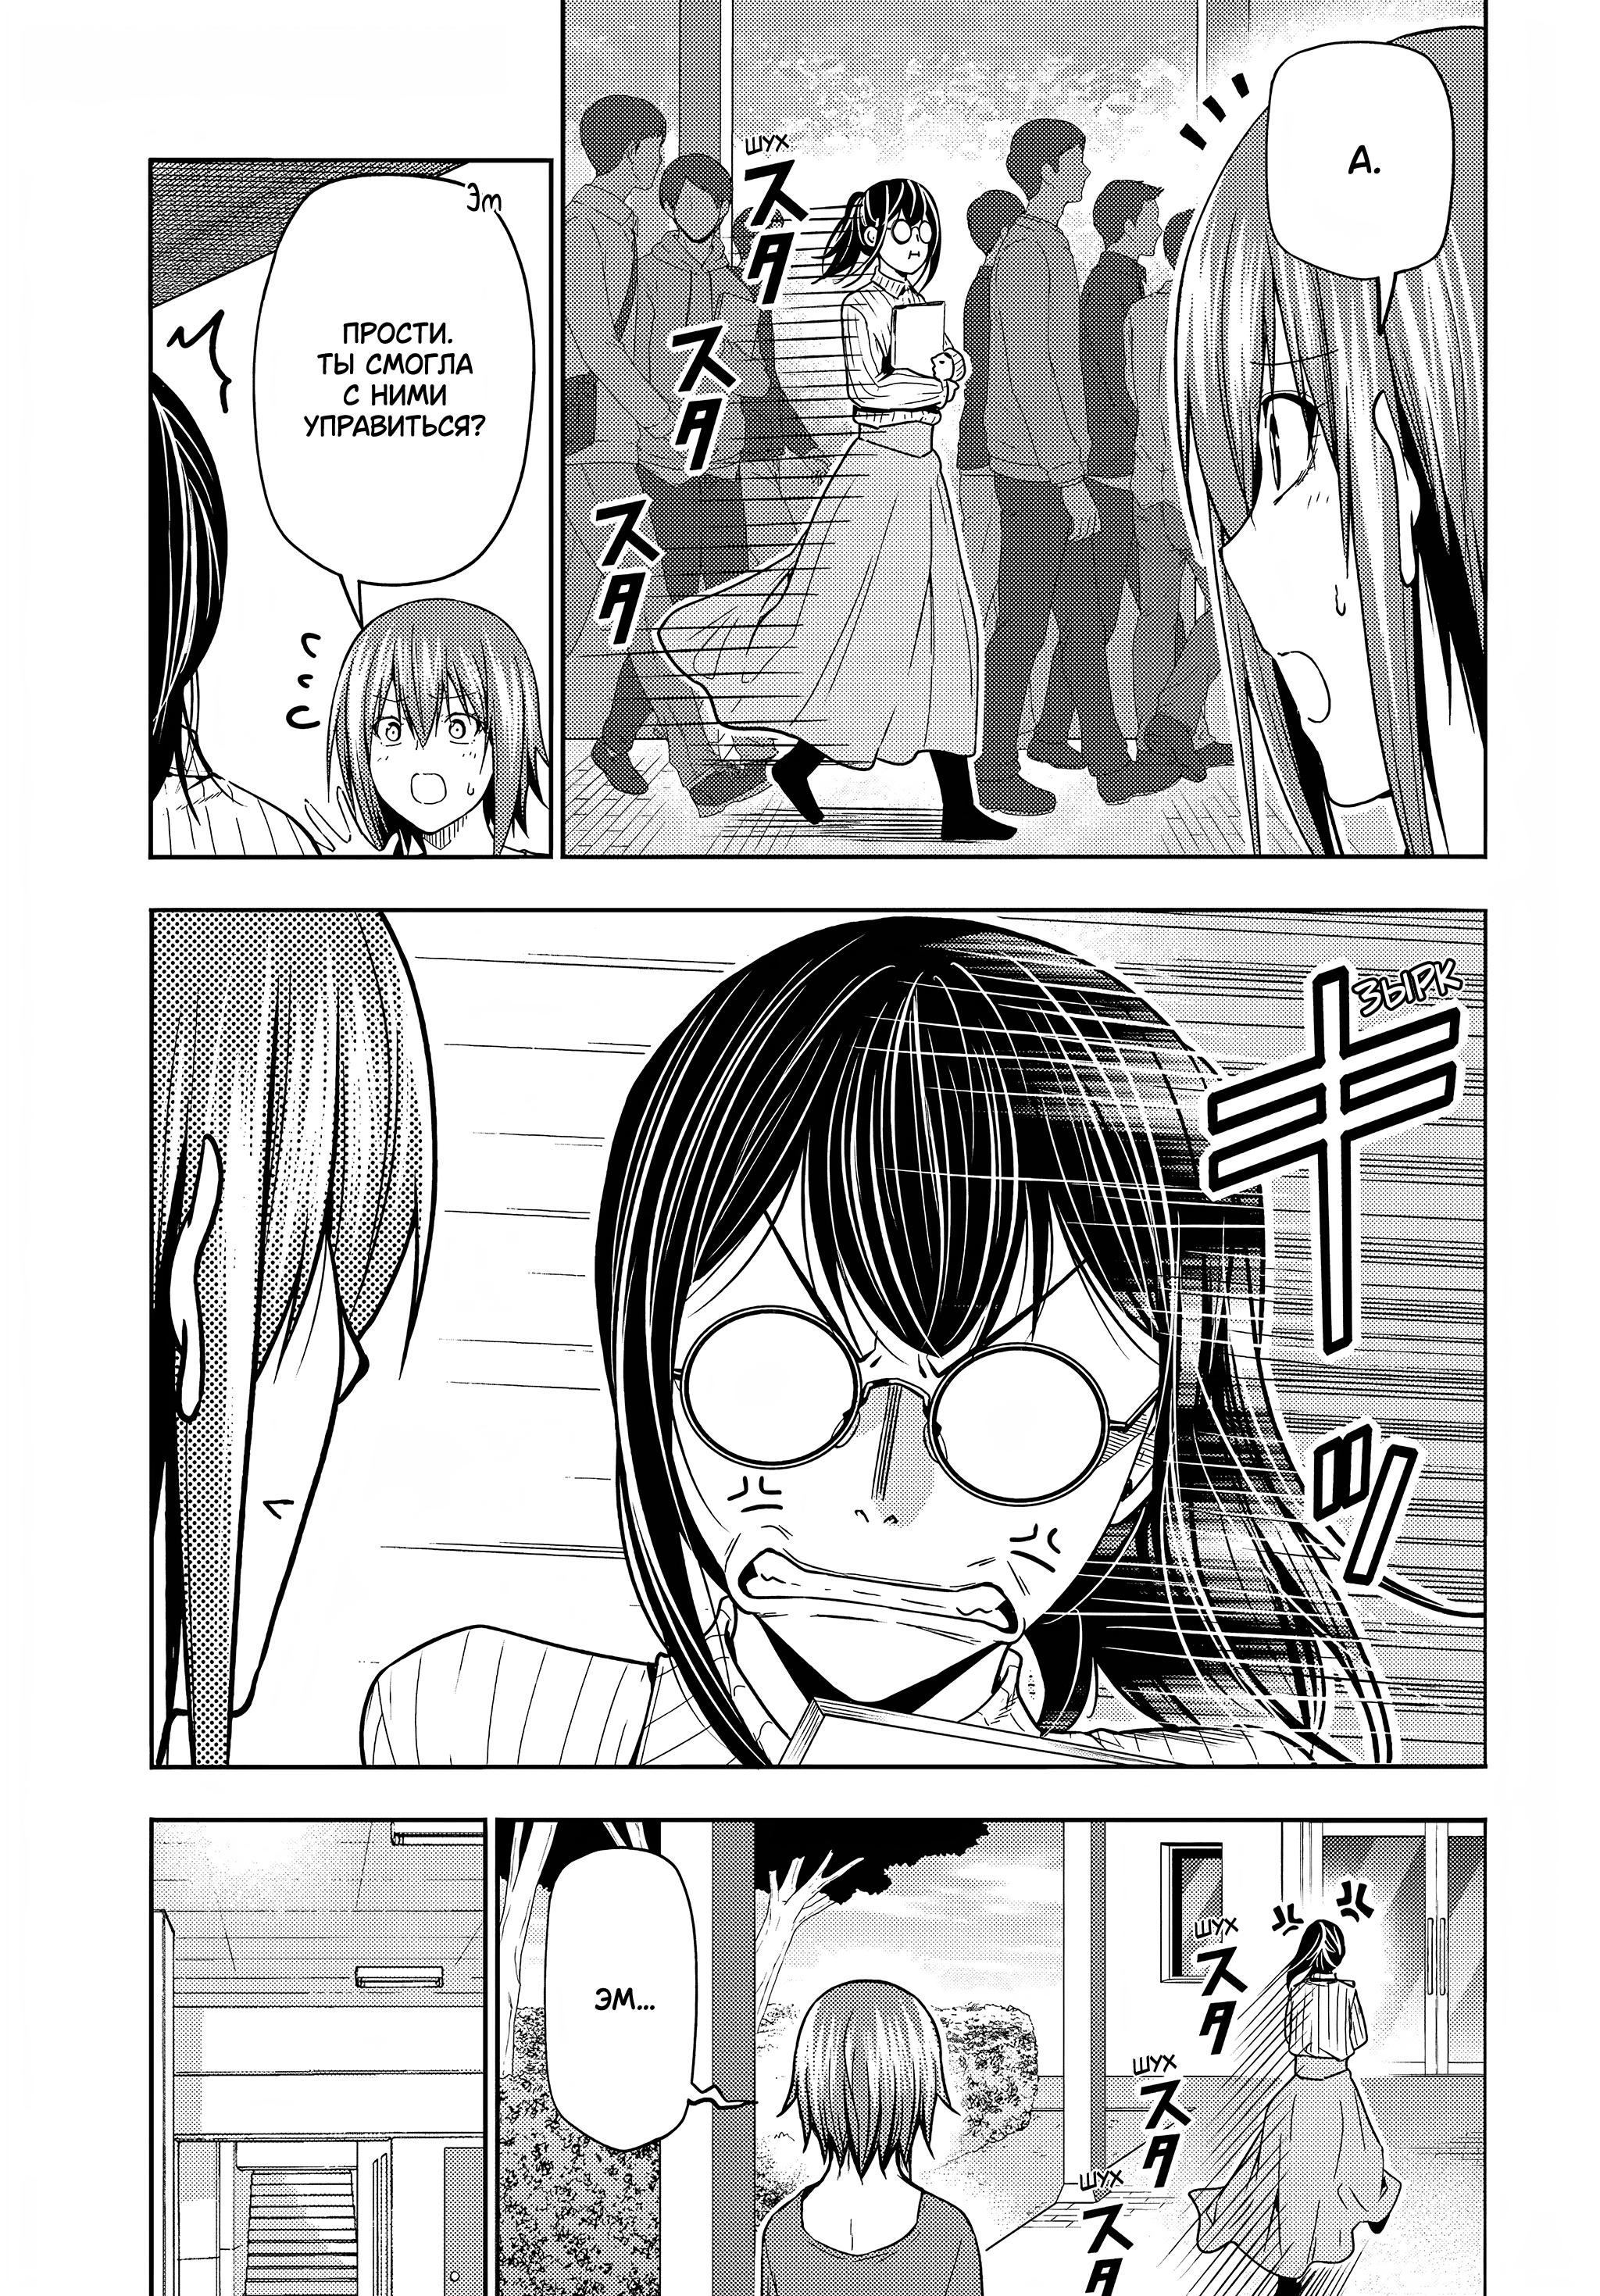 А.
ШУХ
スタ
スタ
スタ
Эм
ПРОСТИ.
ТЫ СМОГЛА
С НИМИ
УПРАВИТЬСЯ?
ЗЫРК
キッ
ШУХ
スタ
ШУХ
スタ
ШУХ
スタ
ЭМ...